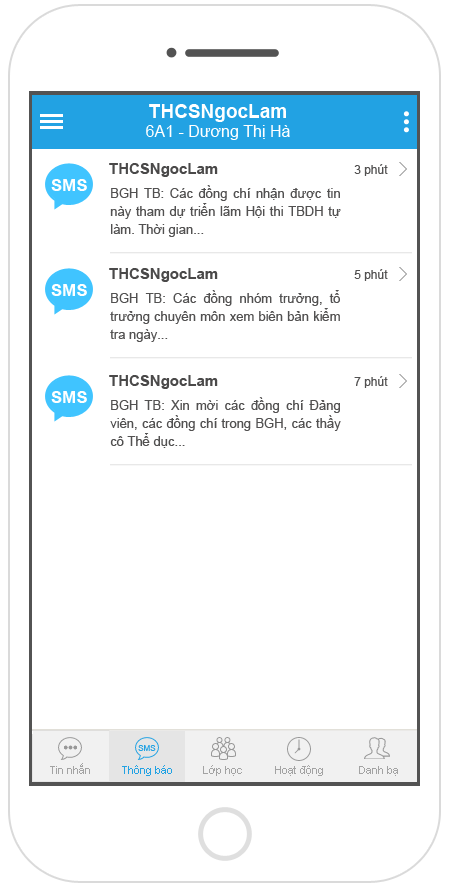 THCSNgocLam
6A1 - Dương Thị Hà
SMS
THCSNgocLam
3 phút
BGH TB: Các đồng chí nhận được tin
này tham dự triển lãm Hội thi TBDH tự
làm. Thời gian...
SMS
THCSNgocLam
5 phút
BGH TB: Các đồng nhóm trưởng, tổ
trưởng chuyên môn xem biên bản kiểm
tra ngày...
SMS
THCSNgocLam
7 phút
BGH TB: Xin mời các đồng chí Đảng
viên, các đồng chí trong BGH, các thầy
cô Thể dục...
SMS
Tin nhắn
Thông báo
Lớp học
Hoạt động
Danh bạ